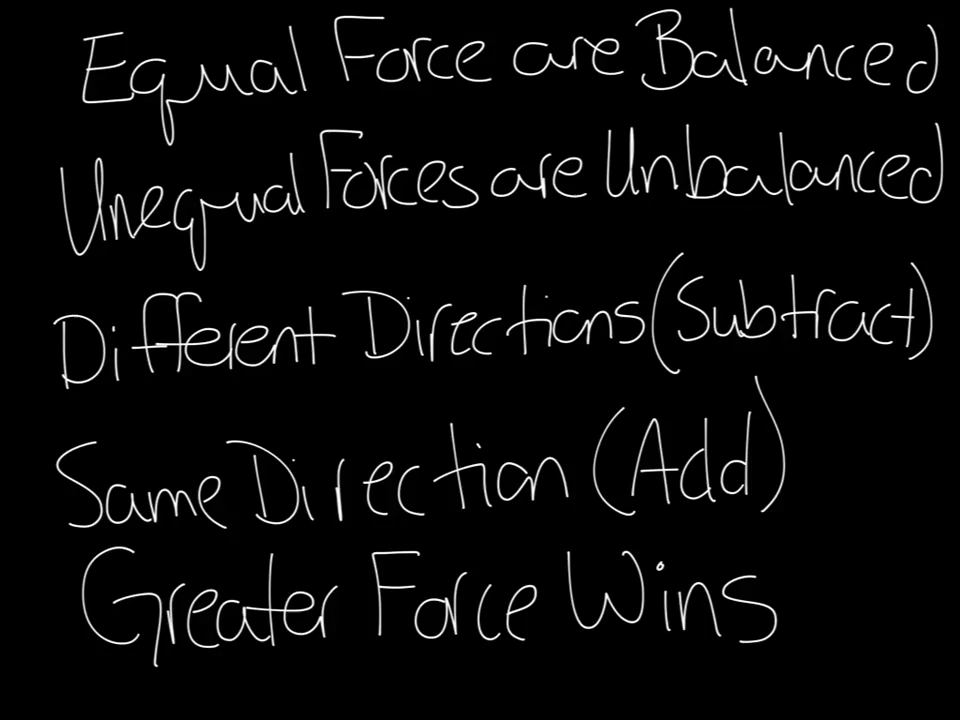 Equal Force are Balanced
Unequal Forces are Unbalanced
Different Directions (Subtract)
Same Direction (Add)
Greater Force Wins